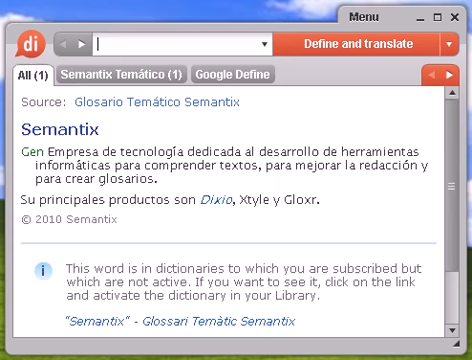 Menu
di
Define and translate
All (1) Semantix Temático (1) Google Define
Source: Glosario Temático Semantix
Semantix
Gen Empresa de tecnología dedicada al desarrollo de herramientas
informáticas para comprender textos, para mejorar la redacción y
para crear glosarios.
Su principales productos son Dixio, Xtyle y Gloxr.
© 2010 Semantix
i
This word is in dictionaries to which you are subscribed but
which are not active. If you want to see it, click on the link
and activate the dictionary in your Library.
"Semantix" - Glossari Temàtic Semantix